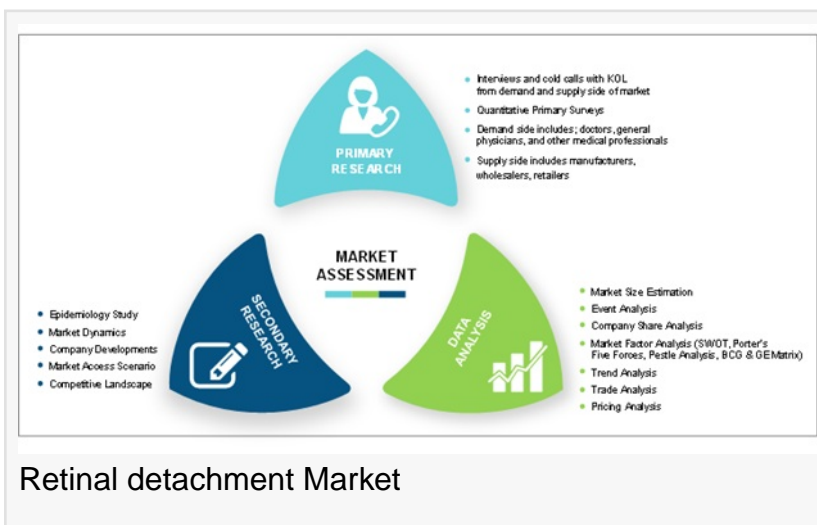 PRIMARY
RESEARCH
Interviews and cold calls with KOL
from demand and supply side of market
Quantitative Primary Surveys
Demand side includes; doctors, general
physicians, and other medical professionals
Supply side includes manufacturers,
wholesalers, retailers
MARKET
ASSESSMENT
SECONDARY
RESEARCH
Epidemiology Study
Market Dynamics
Company Developments
Market Access Scenario
Competitive Landscape
DATA
ANALYSIS
Market Size Estimation
Event Analysis
Company Share Analysis
Market Factor Analysis (SWOT, Porter's
Five Forces, Pestle Analysis, BCG & GE Matrix)
Trend Analysis
Trade Analysis
Pricing Analysis
Retinal detachment Market